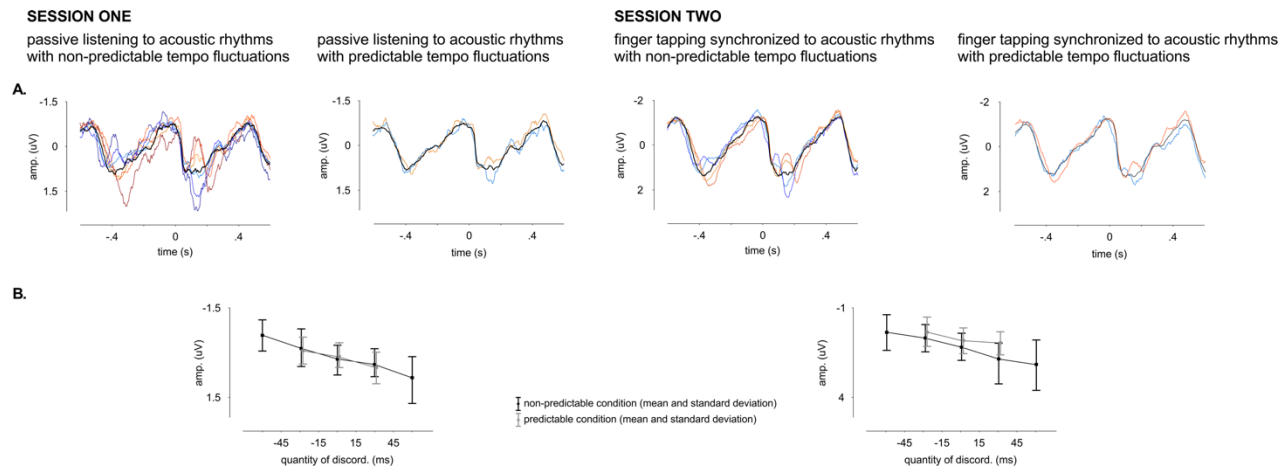 SESSION ONE
passive listening to acoustic rhythms
with non-predictable tempo fluctuations
passive listening to acoustic rhythms
with predictable tempo fluctuations
SESSION TWO
finger tapping synchronized to acoustic rhythms
with non-predictable tempo fluctuations
finger tapping synchronized to acoustic rhythms
with predictable tempo fluctuations
A.
-1.5
0
1.5
amp. (uV)
-.4 0 .4
time (s)
-1.5
0
1.5
amp. (uV)
-.4 0 .4
time (s)
-2
0
2
amp. (uV)
-.4 0 .4
time (s)
-2
0
2
amp. (uV)
-.4 0 .4
time (s)
B.
-1.5
1.5
amp. (uV)
-45 -15 15 45
quantity of discord. (ms)
non-predictable condition (mean and standard deviation)
predictable condition (mean and standard deviation)
-1
4
amp. (uV)
-45 -15 15 45
quantity of discord. (ms)